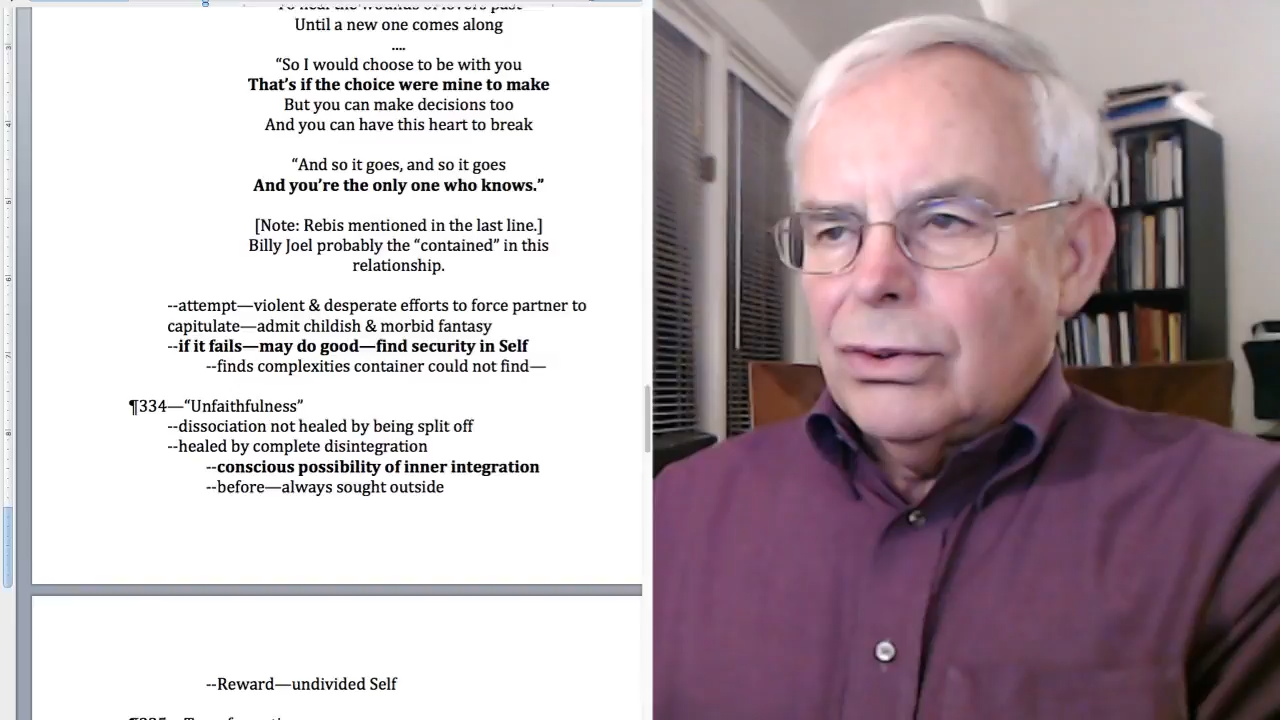 Until a new one comes along
....
“So I would choose to be with you
That’s if the choice were mine to make
But you can make decisions too
And you can have this heart to break
“And so it goes, and so it goes
And you’re the only one who knows.”
[Note: Rebis mentioned in the last line.]
Billy Joel probably the “contained” in this
relationship.
--attempt—violent & desperate efforts to force partner to
capitulate—admit childish & morbid fantasy
--if it fails—may do good—find security in Self
--finds complexities container could not find—
¶334—“Unfaithfulness”
--dissociation not healed by being split off
--healed by complete disintegration
--conscious possibility of inner integration
--before—always sought outside
--Reward—undivided Self